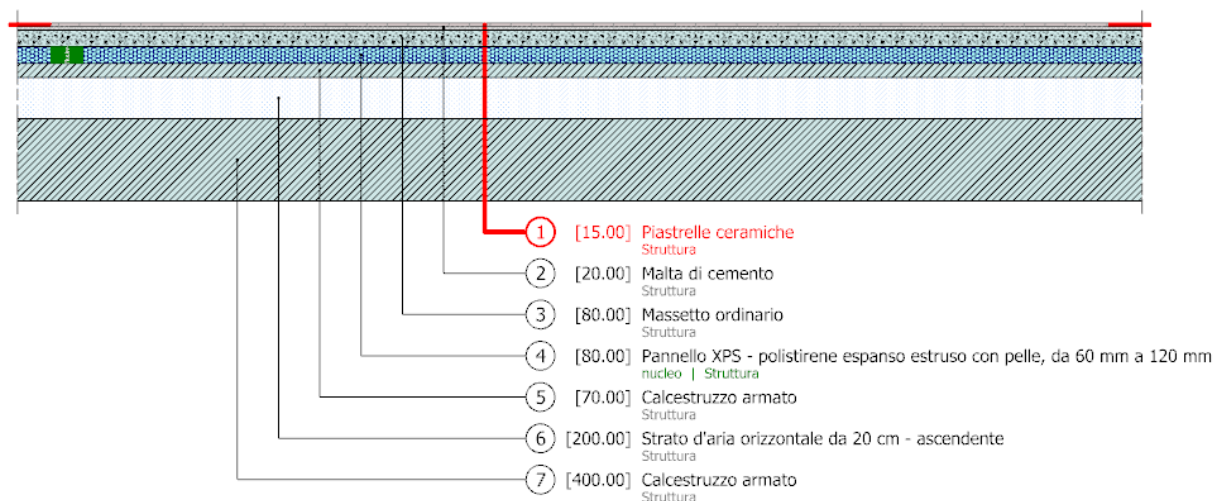 1 [15.00] Piastrelle ceramiche
Struttura
2 [20.00] Malta di cemento
Struttura
3 [80.00] Massetto ordinario
Struttura
4 [80.00] Pannello XPS - polistirene espanso estruso con pelle, da 60 mm a 120 mm
nucleo | Struttura
5 [70.00] Calcestruzzo armato
Struttura
6 [200.00] Strato d'aria orizzontale da 20 cm - ascendente
Struttura
7 [400.00] Calcestruzzo armato
Struttura